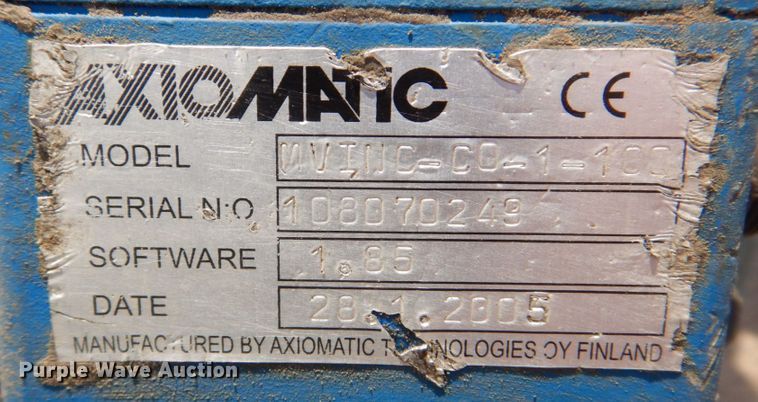 AXIOMATIC CE
MODEL MVINC-CO-1-180
SERIAL N:O 108070249
SOFTWARE 1.85
DATE 28.1.2005
MANUFACTURED BY AXIOMATIC TECHNOLOGIES OY FINLAND
Purple Wave Auction